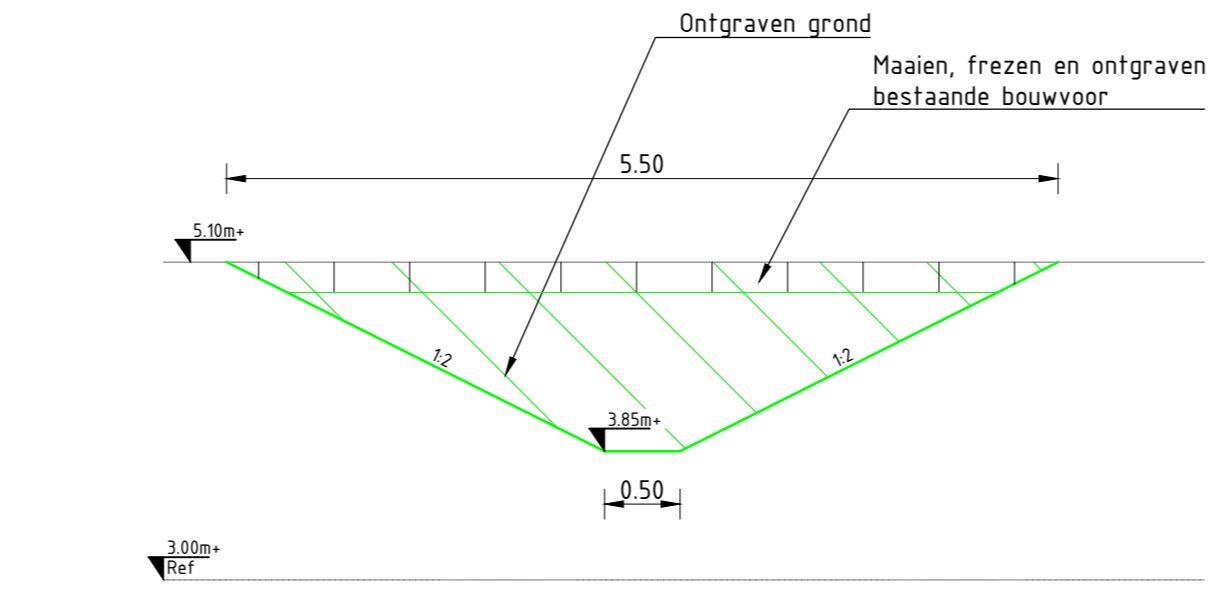 Ontgraven grond
Maaien, frezen en ontgraven
bestaande bouwvoor
5.50
5.10m+
1:2
1:2
3.85m+
0.50
3.00m+
Ref